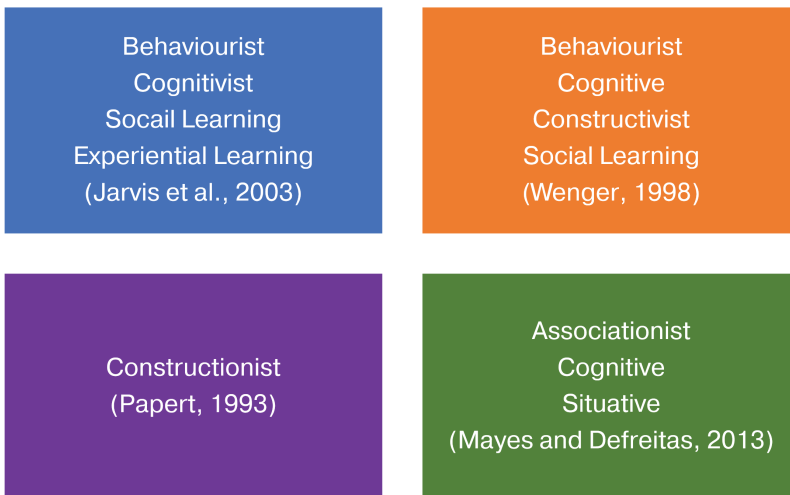 Behaviourist
Cognitivist
Socail Learning
Experiential Learning
(Jarvis et al., 2003)
Behaviourist
Cognitive
Constructivist
Social Learning
(Wenger, 1998)
Constructionist
(Papert, 1993)
Associationist
Cognitive
Situative
(Mayes and Defreitas, 2013)